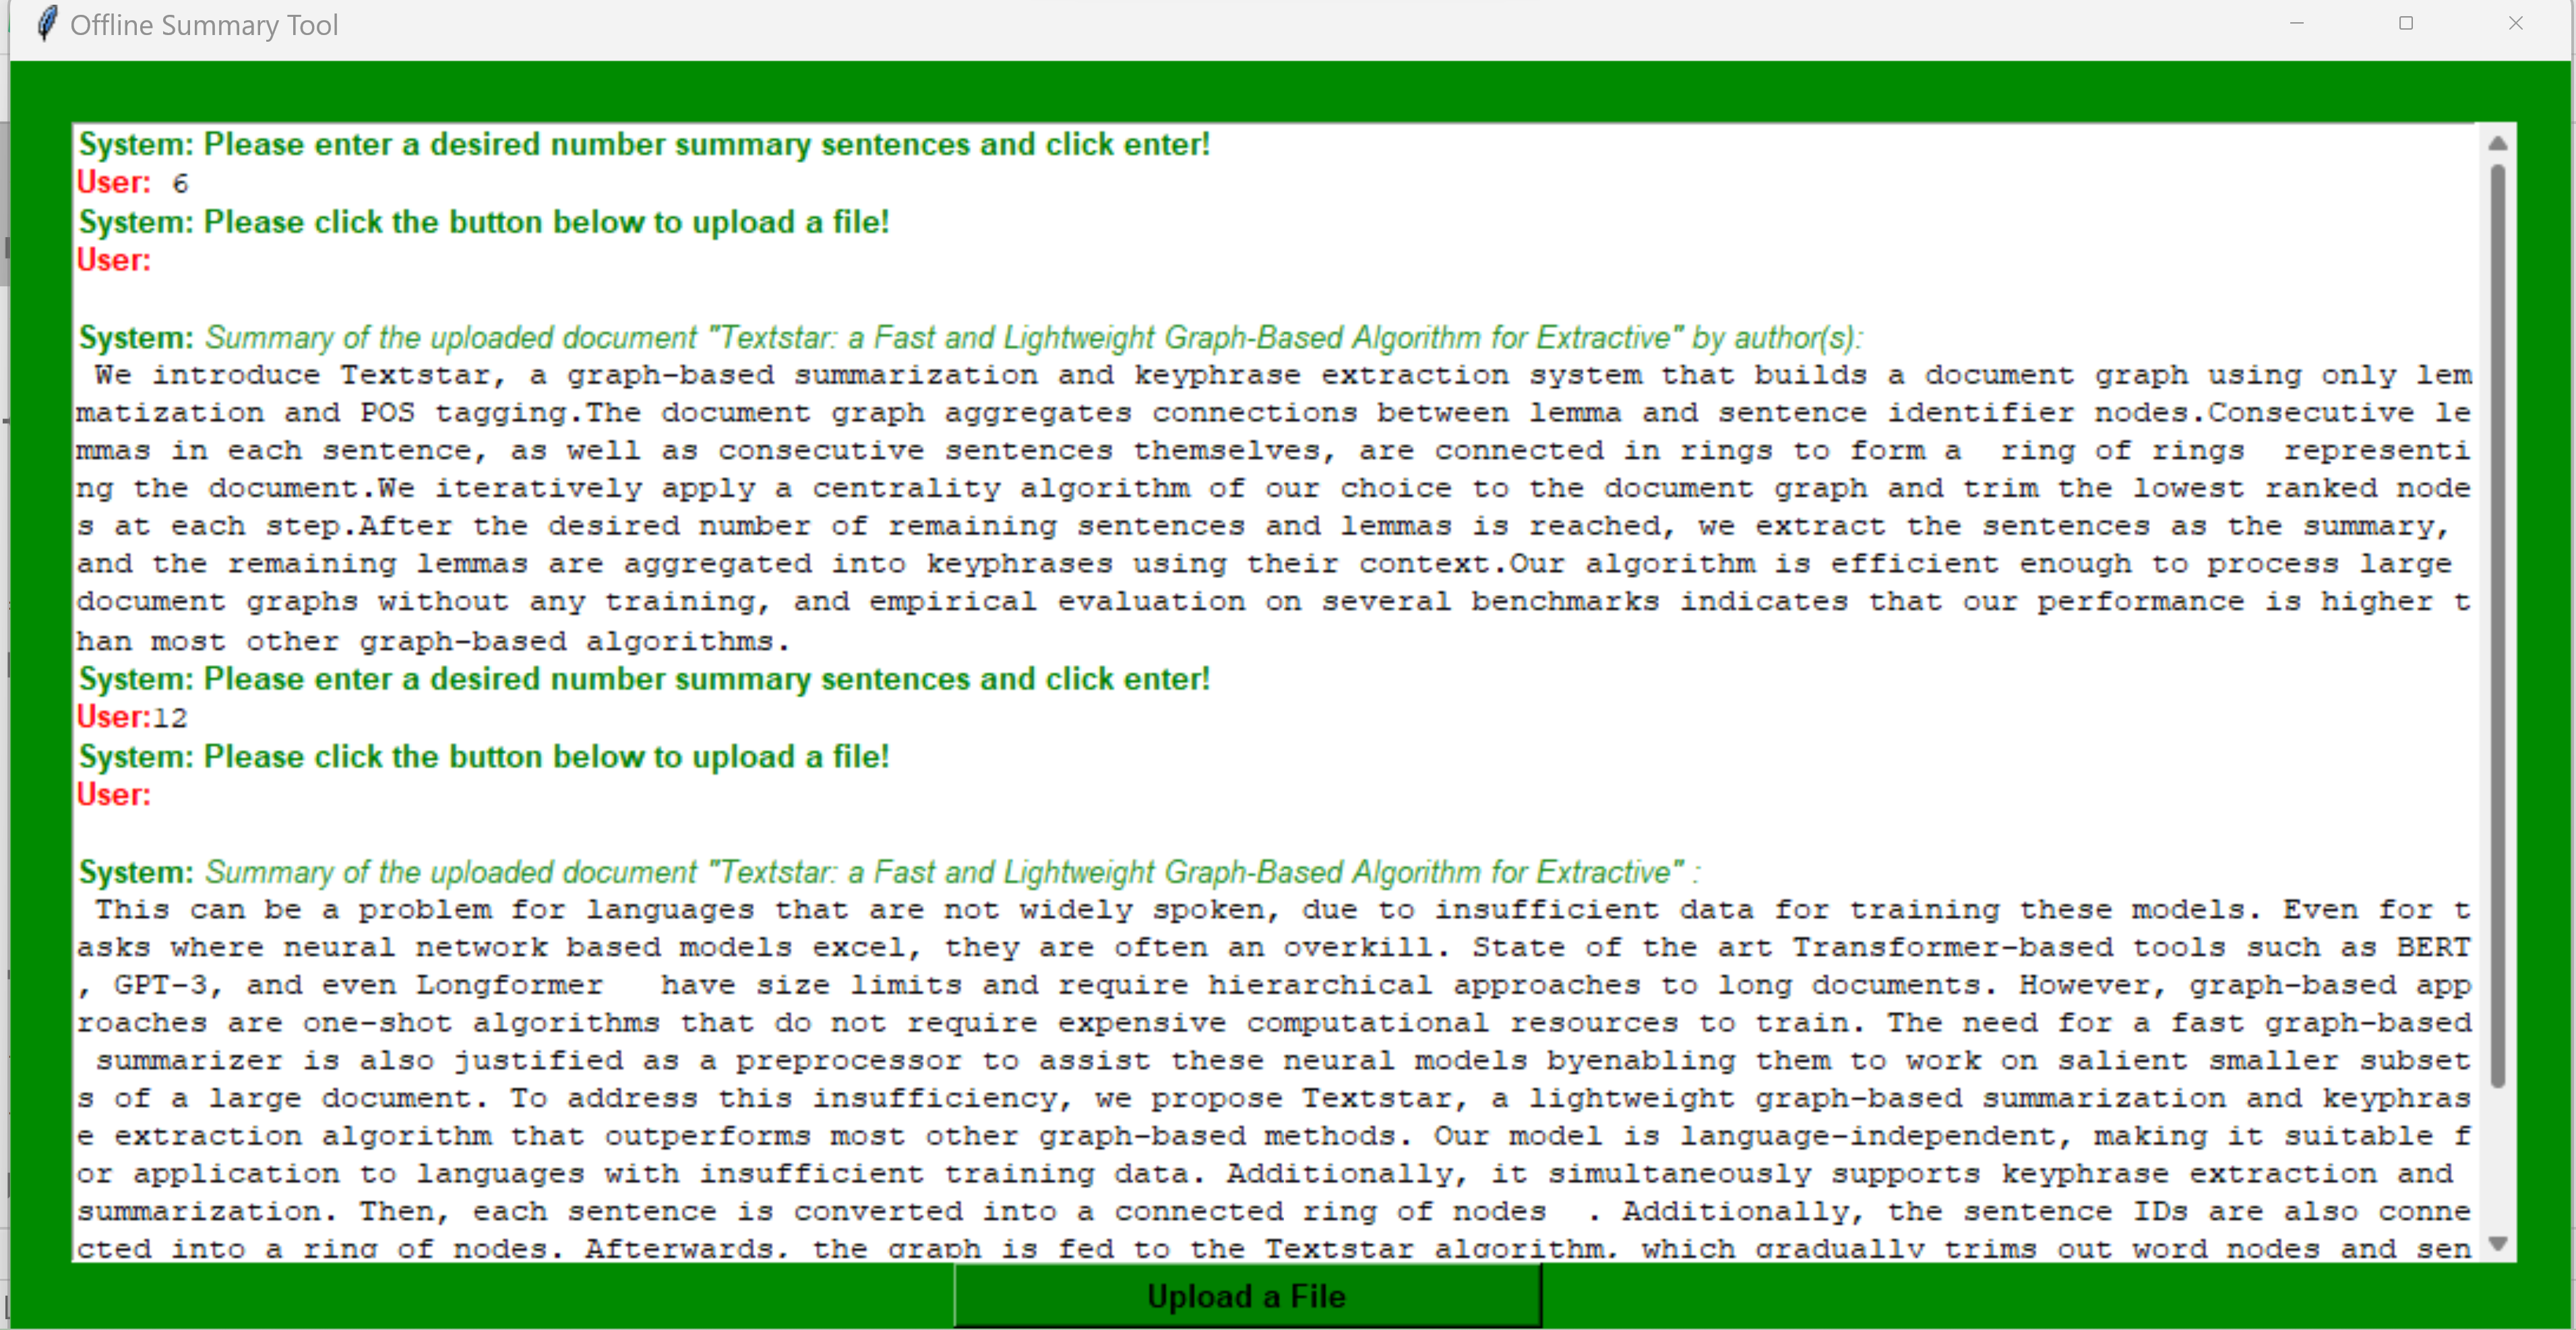 Offline Summary Tool
System: Please enter a desired number summary sentences and click enter!
User: 6
System: Please click the button below to upload a file!
User:
System: Summary of the uploaded document "Textstar: a Fast and Lightweight Graph-Based Algorithm for Extractive" by author(s):
We introduce Textstar, a graph-based summarization and keyphrase extraction system that builds a document graph using only lem
matization and POS tagging.The document graph aggregates connections between lemma and sentence identifier nodes.Consecutive le
mmas in each sentence, as well as consecutive sentences themselves, are connected in rings to form a  ring of rings  representi
ng the document.We iteratively apply a centrality algorithm of our choice to the document graph and trim the lowest ranked node
s at each step.After the desired number of remaining sentences and lemmas is reached, we extract the sentences as the summary,
and the remaining lemmas are aggregated into keyphrases using their context.Our algorithm is efficient enough to process large
document graphs without any training, and empirical evaluation on several benchmarks indicates that our performance is higher t
han most other graph-based algorithms.
System: Please enter a desired number summary sentences and click enter!
User:12
System: Please click the button below to upload a file!
User:
System: Summary of the uploaded document "Textstar: a Fast and Lightweight Graph-Based Algorithm for Extractive" :
This can be a problem for languages that are not widely spoken, due to insufficient data for training these models. Even for t
asks where neural network based models excel, they are often an overkill. State of the art Transformer-based tools such as BERT
, GPT-3, and even Longformer   have size limits and require hierarchical approaches to long documents. However, graph-based app
roaches are one-shot algorithms that do not require expensive computational resources to train. The need for a fast graph-based
summarizer is also justified as a preprocessor to assist these neural models byenabling them to work on salient smaller subset
s of a large document. To address this insufficiency, we propose Textstar, a lightweight graph-based summarization and keyphras
e extraction algorithm that outperforms most other graph-based methods. Our model is language-independent, making it suitable f
or application to languages with insufficient training data. Additionally, it simultaneously supports keyphrase extraction and
summarization. Then, each sentence is converted into a connected ring of nodes  . Additionally, the sentence IDs are also conne
cted into a ring of nodes. Afterwards, the graph is fed to the Textstar algorithm, which gradually trims out word nodes and sen
Upload a File